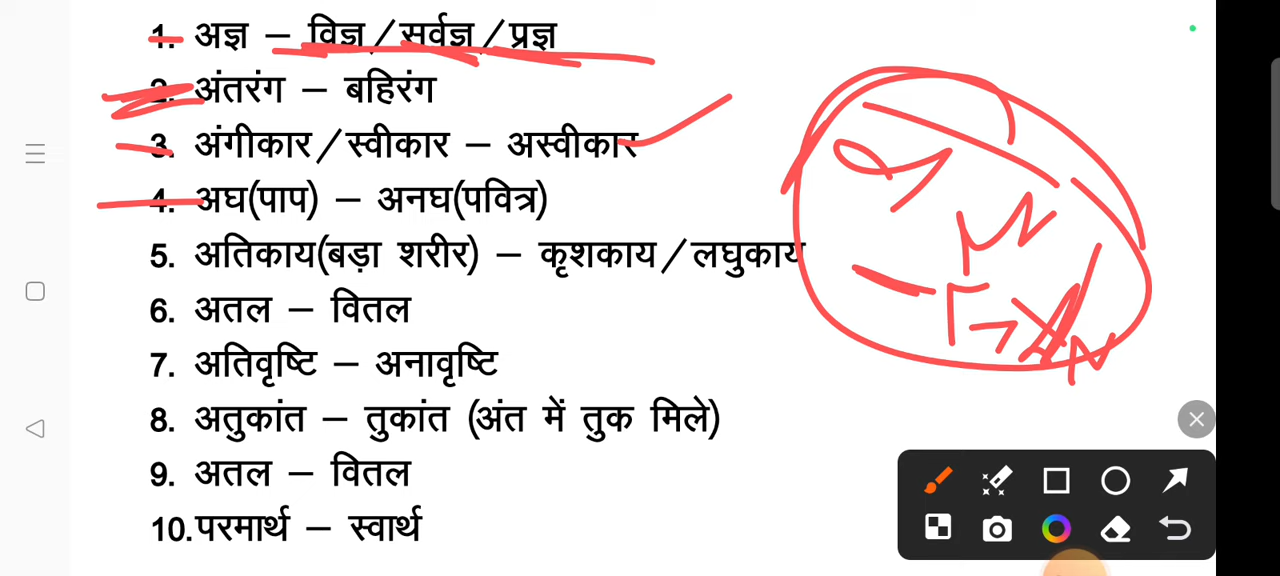 1. अज्ञ – विज्ञ/सर्वज्ञ/प्रज्ञ
2. अंतरंग – बहिरंग
3. अंगीकार/स्वीकार – अस्वीकार
4. अघ(पाप) – अनघ(पवित्र)
5. अतिकाय(बड़ा शरीर) – कृशकाय/लघुकाय
6. अतल – वितल
7. अतिवृष्टि – अनावृष्टि
8. अतुकांत – तुकांत (अंत में तुक मिले)
9. अतल – वितल
10. परमार्थ – स्वार्थ